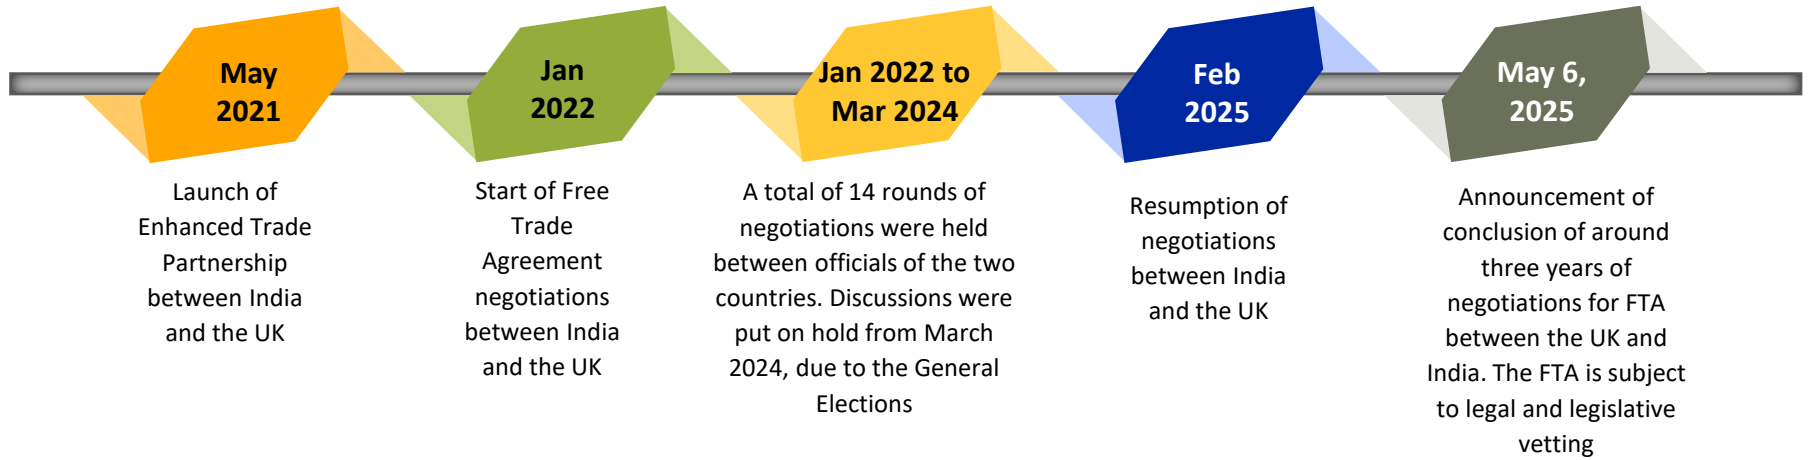 May
2021
Launch of
Enhanced Trade
Partnership
between India
and the UK
Jan
2022
Start of Free
Trade
Agreement
negotiations
between India
and the UK
Jan 2022 to
Mar 2024
A total of 14 rounds of
negotiations were held
between officials of the two
countries. Discussions were
put on hold from March
2024, due to the General
Elections
Feb
2025
Resumption of
negotiations
between India
and the UK
May 6,
2025
Announcement of
conclusion of around
three years of
negotiations for FTA
between the UK and
India. The FTA is subject
to legal and legislative
vetting